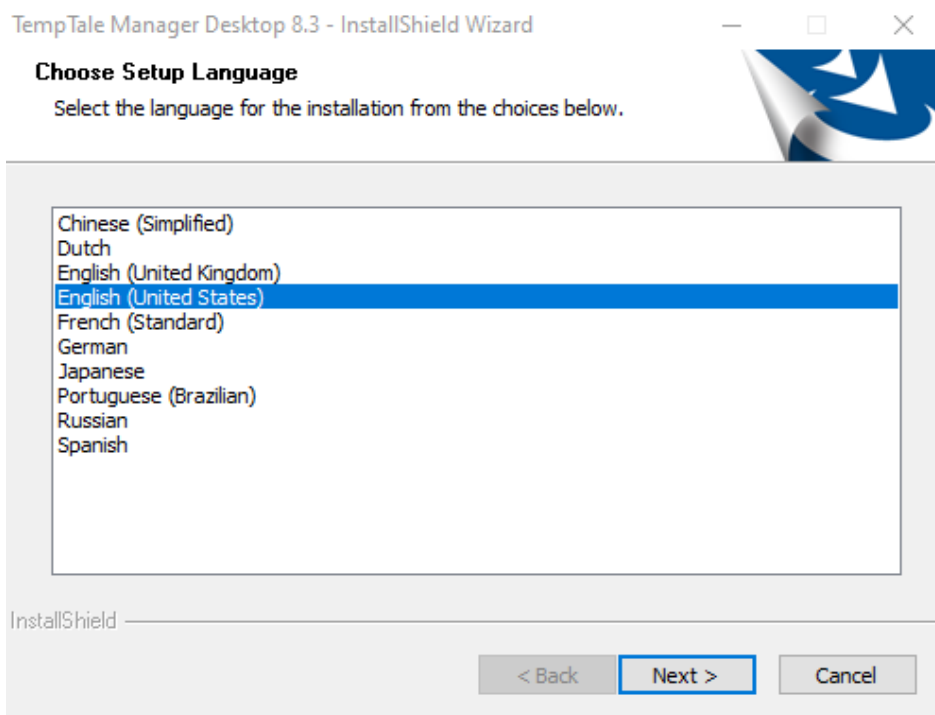 TempTale Manager Desktop 8.3 - InstallShield Wizard
Choose Setup Language
Select the language for the installation from the choices below.
Chinese (Simplified)
Dutch
English (United Kingdom)
English (United States)
French (Standard)
German
Japanese
Portuguese (Brazilian)
Russian
Spanish
InstallShield
< Back Next > Cancel